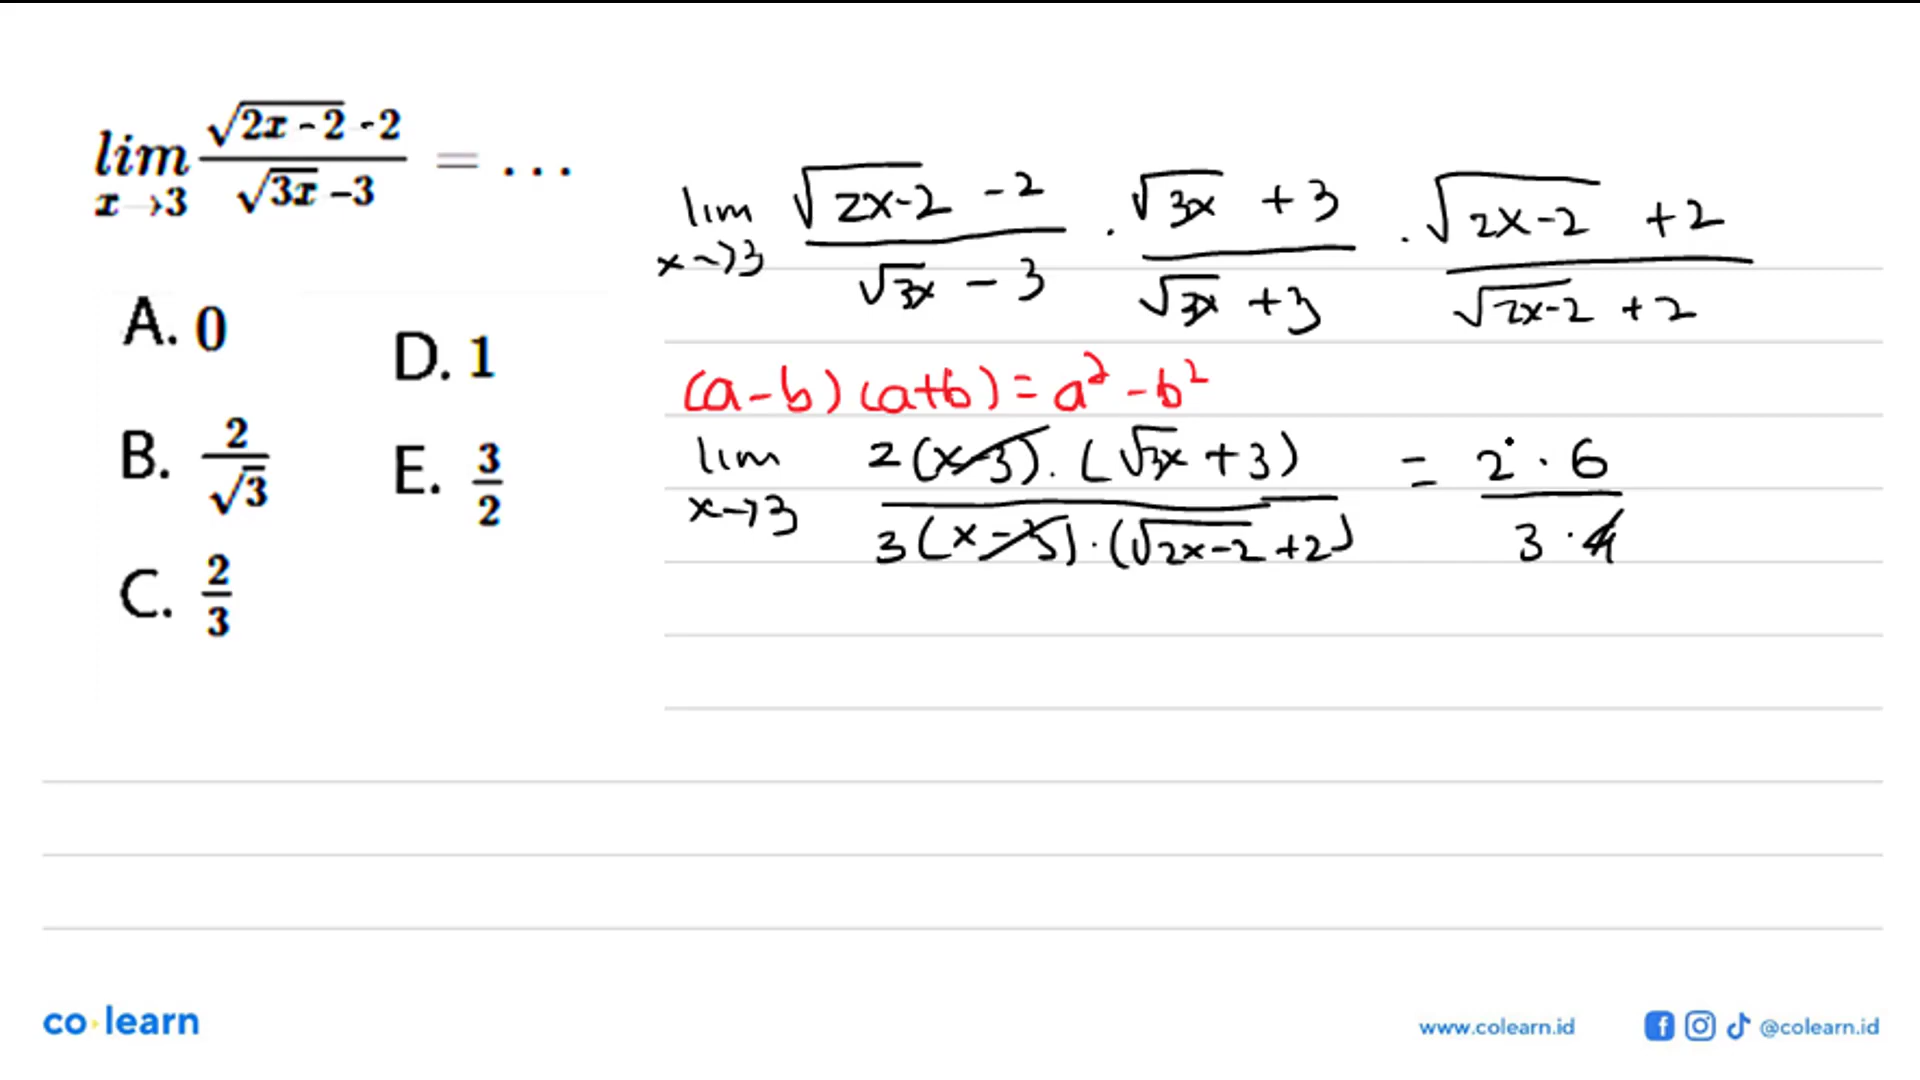 lim x→3 (√(2x-2) - 2)/(√(3x) - 3) = ...
A. 0
B. 2/√3
C. 2/3
D. 1
E. 3/2
lim x→3 (√(2x-2) - 2)/(√(3x) - 3) · (√(3x) + 3)/(√(3x) + 3) · (√(2x-2) + 2)/(√(2x-2) + 2)
(a-b)(a+b) = a² - b²
lim x→3 2(x-3)·(√(3x) + 3)/3(x-3)·(√(2x-2) + 2) = 2·6/3·4
co learn
www.colearn.id
@colearn.id